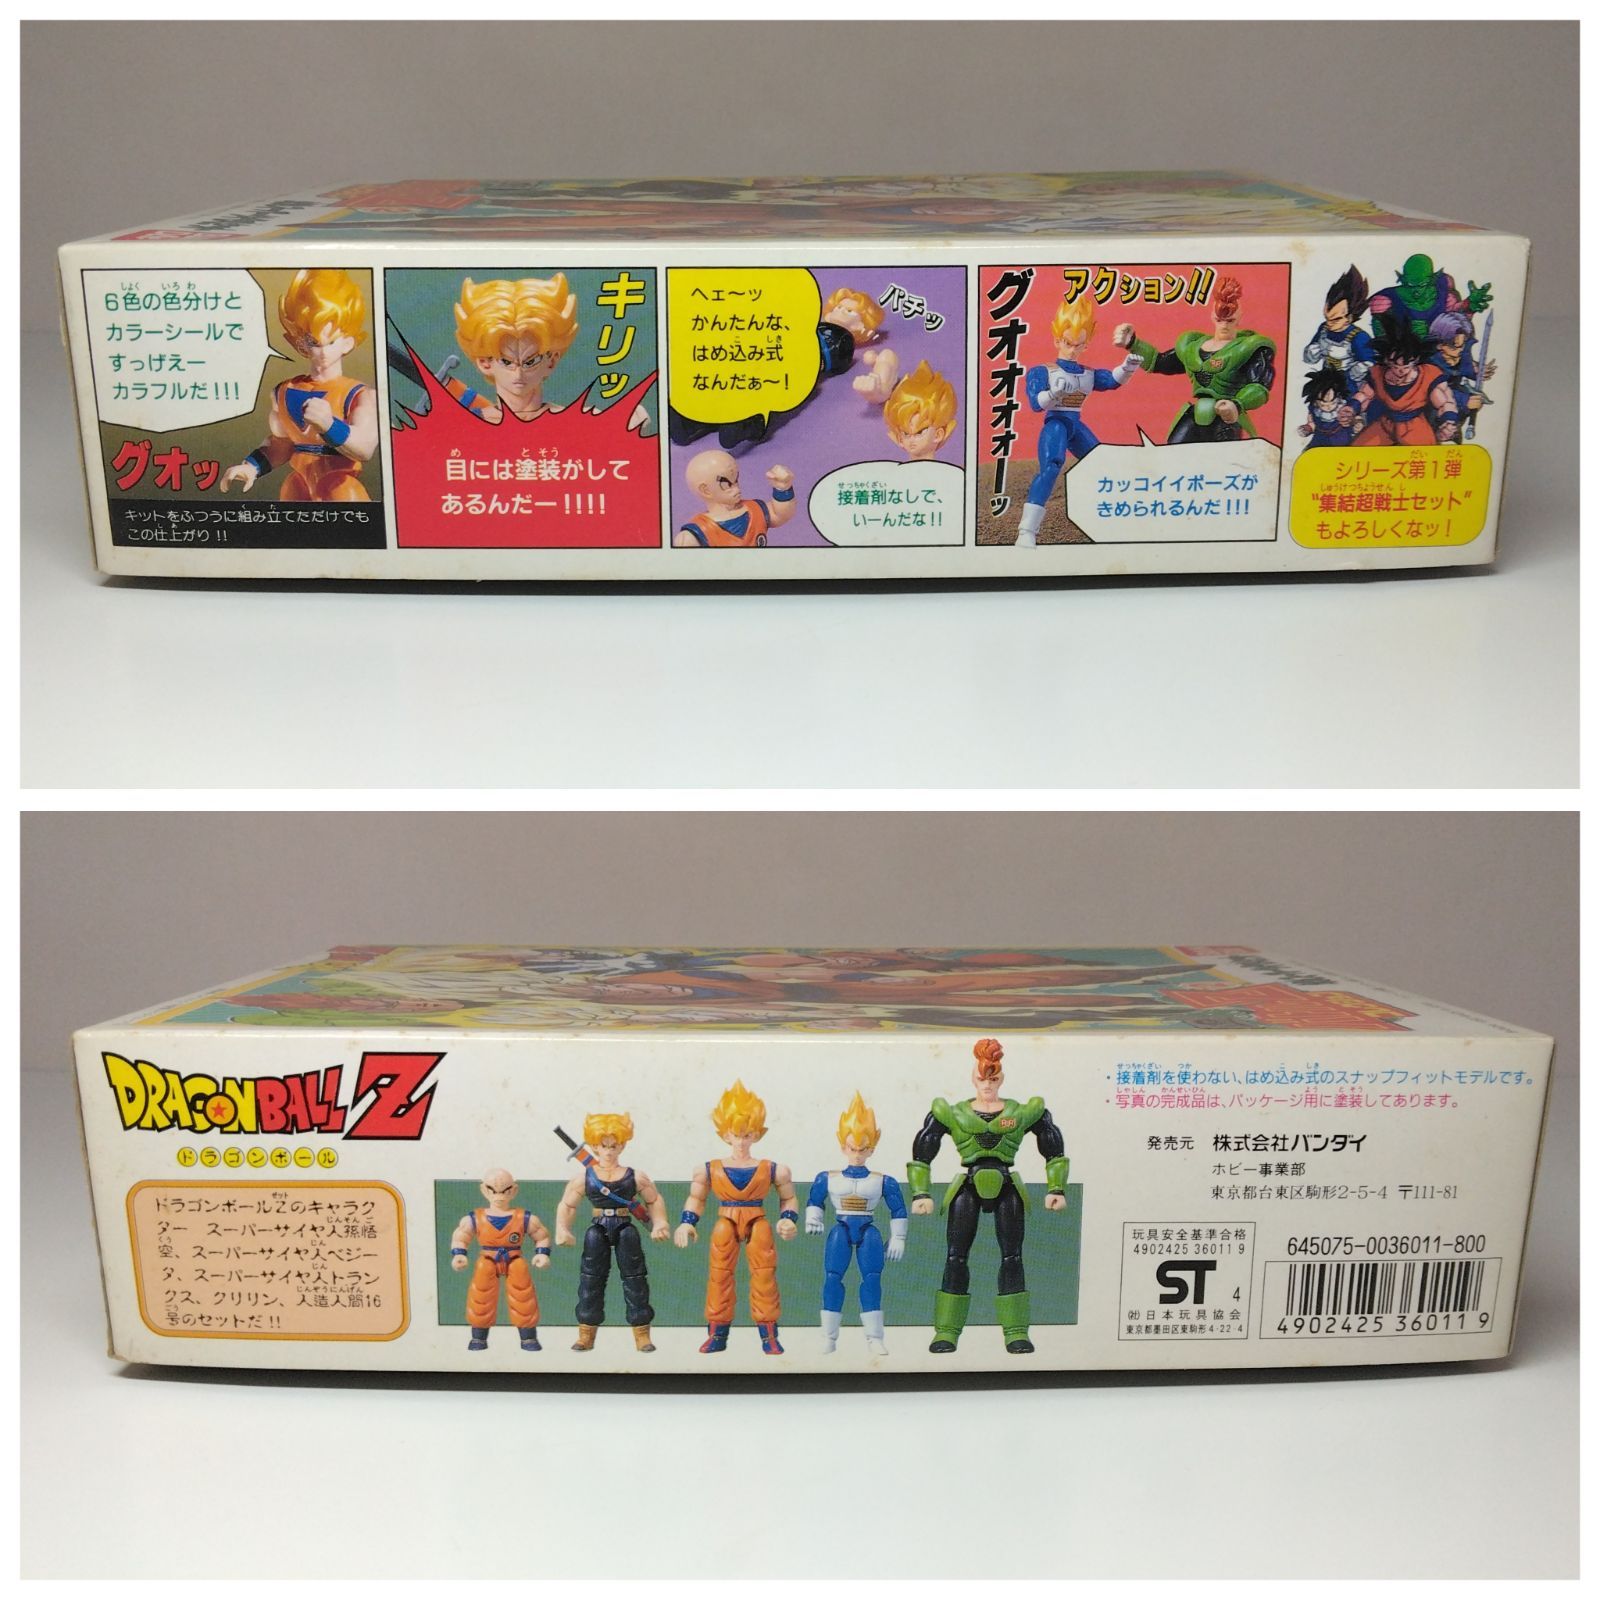 6色の色分けと
カラーシールで
すっげえー
カラフルだ!!!
グオッ
キットをふつうに組み立てただけでも
この仕上がり!!
キリッ
目には塗装がして
あるんだー!!!!
ヘェ〜ッ
かんたんな、
はめ込み式
なんだぁ〜!
パチッ
接着剤なしで、
いーんだな!!
グオオオォォーッ
アクション!!
カッコイイポーズが
きめられるんだ!!!
シリーズ第1弾
"集結超戦士セット"
もよろしくなッ!
DRAGONBALL Z
ドラゴンボール
ドラゴンボールZのキャラク
ター スーパーサイヤ人孫悟
空、スーパーサイヤ人ベジー
タ、スーパーサイヤ人トラン
クス、クリリン、人造人間16
号のセットだ!!
・接着剤を使わない、はめ込み式のスナップフィットモデルです。
・写真の完成品は、パッケージ用に塗装してあります。
発売元 株式会社バンダイ
ホビー事業部
東京都台東区駒形2-5-4 〒111-81
玩具安全基準合格
4902425 36011 9
ST 4
㈳日本玩具協会
東京都墨田区東駒形4-22-4
645075-0036011-800
4902425 36011 9